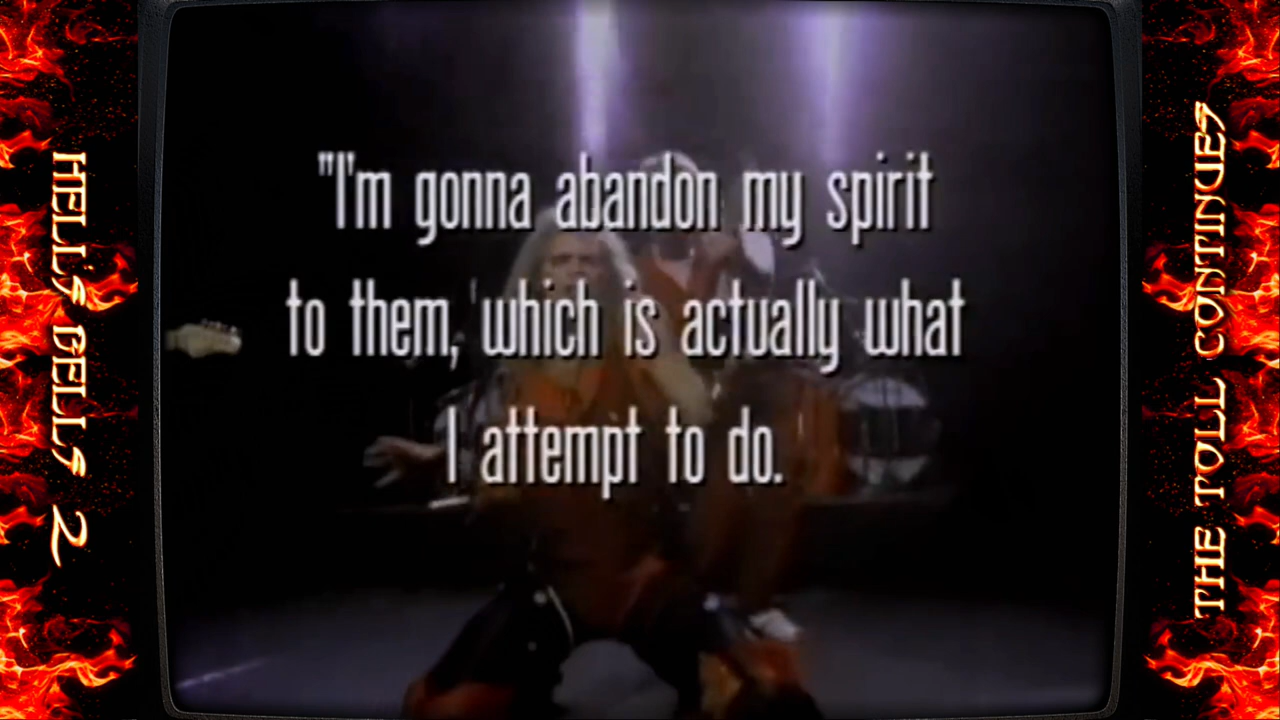 HELL'S BELLS 2
"I'm gonna abandon my spirit
to them, which is actually what
I attempt to do.
THE TOLL CONTINUES